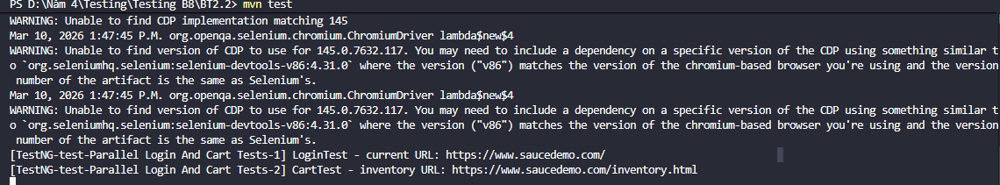 PS D:\Năm 4\Testing\Testing B8\BT2.2> mvn test
WARNING: Unable to find CDP implementation matching 145
Mar 10, 2026 1:47:45 P.M. org.openqa.selenium.chromium.ChromiumDriver lambda$new$4
WARNING: Unable to find version of CDP to use for 145.0.7632.117. You may need to include a dependency on a specific version of the CDP using something similar t
o `org.seleniumhq.selenium:selenium-devtools-v86:4.31.0` where the version ("v86") matches the version of the chromium-based browser you're using and the version
 number of the artifact is the same as Selenium's.
Mar 10, 2026 1:47:45 P.M. org.openqa.selenium.chromium.ChromiumDriver lambda$new$4
WARNING: Unable to find version of CDP to use for 145.0.7632.117. You may need to include a dependency on a specific version of the CDP using something similar t
o `org.seleniumhq.selenium:selenium-devtools-v86:4.31.0` where the version ("v86") matches the version of the chromium-based browser you're using and the version
 number of the artifact is the same as Selenium's.
[TestNG-test-Parallel Login And Cart Tests-1] LoginTest - current URL: https://www.saucedemo.com/
[TestNG-test-Parallel Login And Cart Tests-2] CartTest - inventory URL: https://www.saucedemo.com/inventory.html